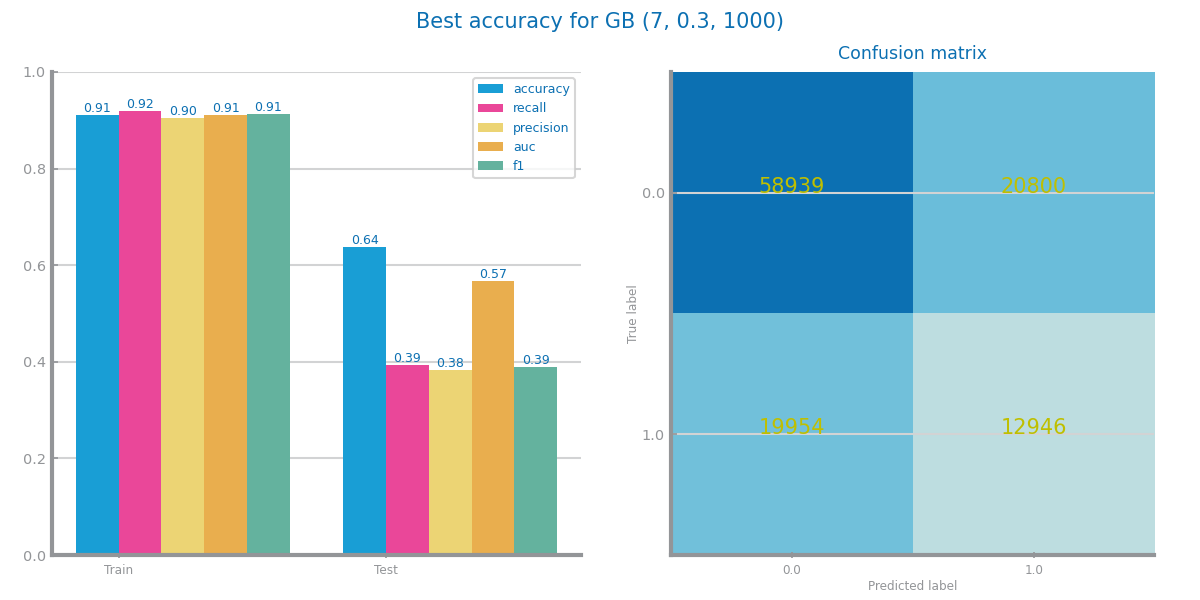 Best accuracy for GB (7, 0.3, 1000)
1.0
0.8
0.6
0.4
0.2
0.0
0.91
0.92
0.90
0.91
0.91
0.64
0.39
0.38
0.57
0.39
accuracy
recall
precision
auc
f1
Train
Test
Confusion matrix
True label
0.0
1.0
58939
20800
19954
12946
0.0
1.0
Predicted label